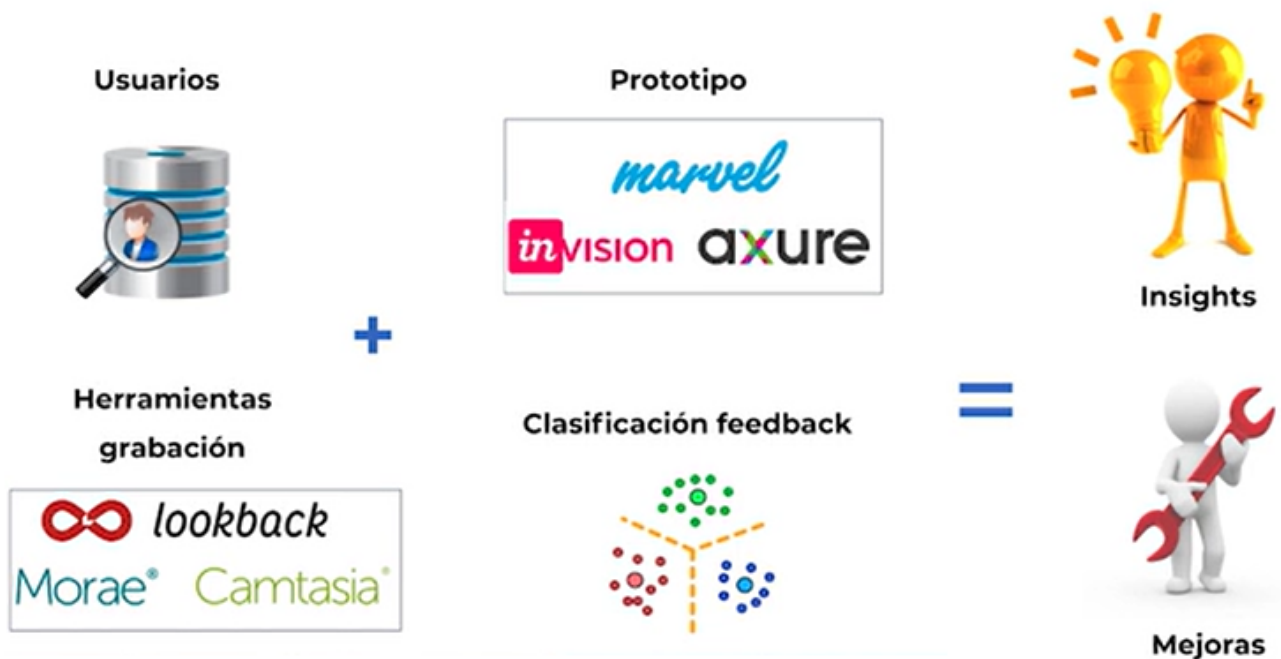 Usuarios
Prototipo
marvel
invision axure
Insights
Herramientas
grabación
Clasificación feedback
lookback
Morae® Camtasia®
Mejoras